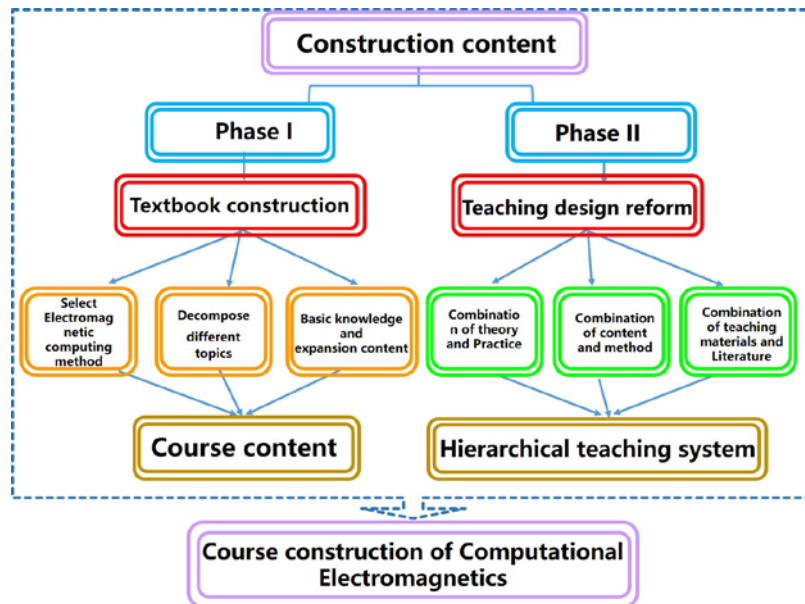 Construction content
Phase I
Phase II
Textbook construction
Teaching design reform
Select
Electromag
netic
computing
method
Decompose
different
topics
Basic knowledge
and
expansion content
Combinatio
n of theory
and Practice
Combination
of content
and method
Combination
of teaching
materials and
Literature
Course content
Hierarchical teaching system
Course construction of Computational
Electromagnetics